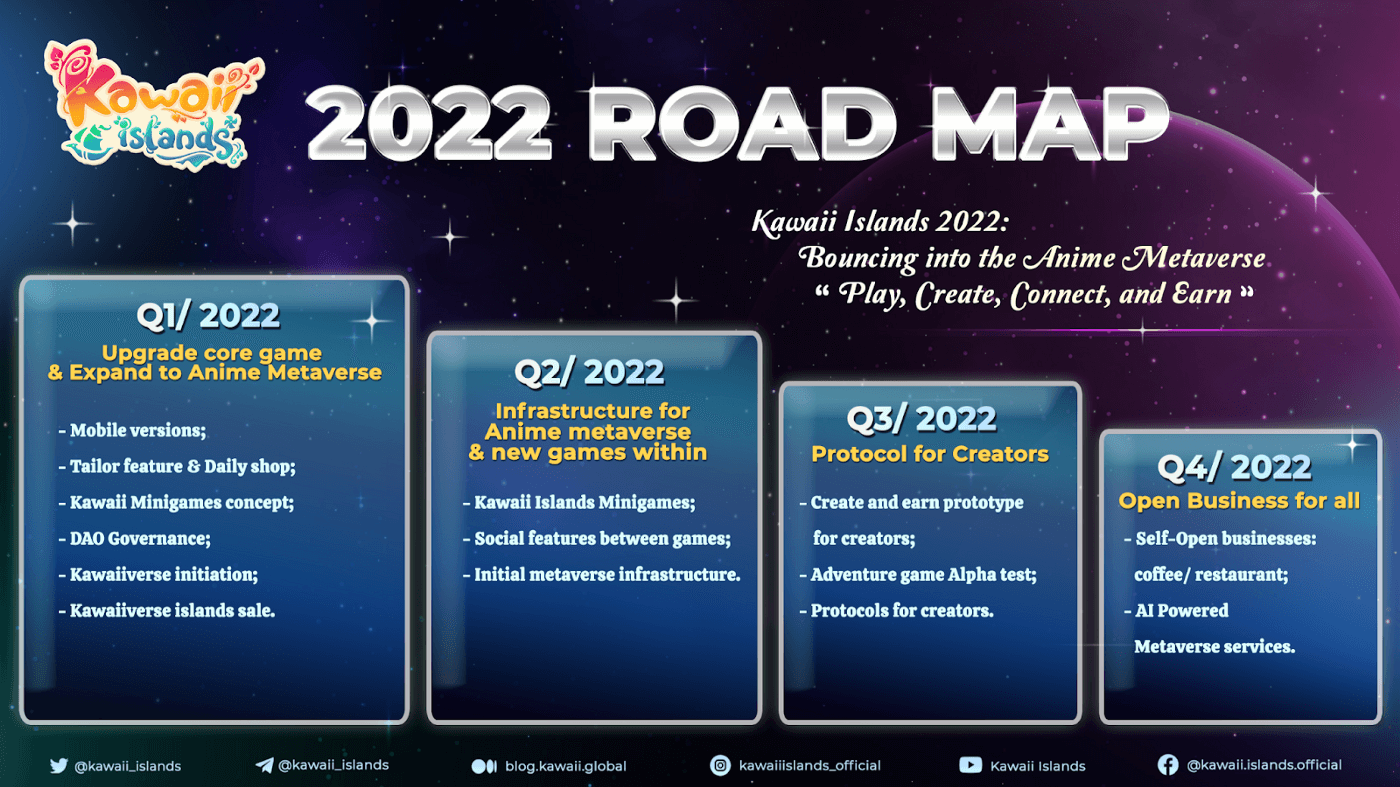 Kawaii
islands
2022 ROAD MAP
Kawaii Islands 2022:
Bouncing into the Anime Metaverse
“ Play, Create, Connect, and Earn ”
Q1/ 2022
Upgrade core game
& Expand to Anime Metaverse
- Mobile versions;
- Tailor feature & Daily shop;
- Kawaii Minigames concept;
- DAO Governance;
- Kawaiiverse initiation;
- Kawaiiverse islands sale.
Q2/ 2022
Infrastructure for
Anime metaverse
& new games within
- Kawaii Islands Minigames;
- Social features between games;
- Initial metaverse infrastructure.
Q3/ 2022
Protocol for Creators
- Create and earn prototype
for creators;
- Adventure game Alpha test;
- Protocols for creators.
Q4/ 2022
Open Business for all
- Self-Open businesses:
coffee/ restaurant;
- AI Powered
Metaverse services.
@kawaii_islands
@kawaii_islands
blog.kawaii.global
kawaiiislands_official
Kawaii Islands
@kawaii.islands.official